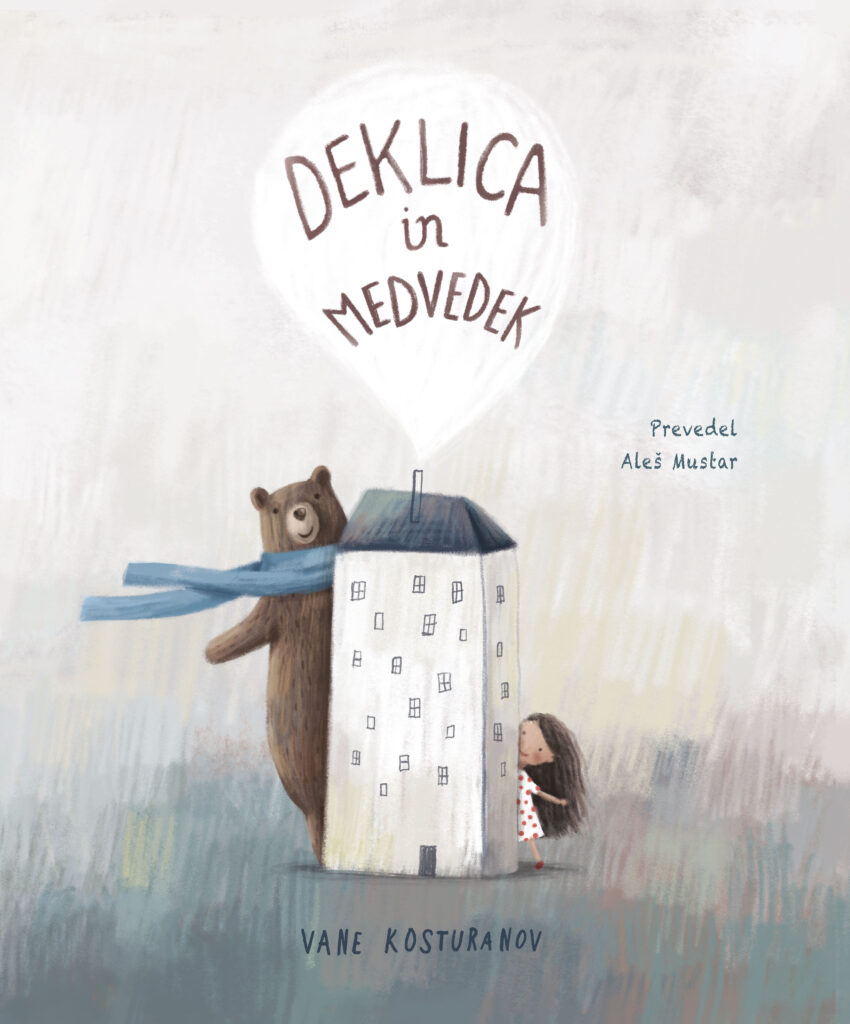 DEKLICA
in
MEDVEDEK
Prevedel
Aleš Mustar
VANE KOSTURANOV